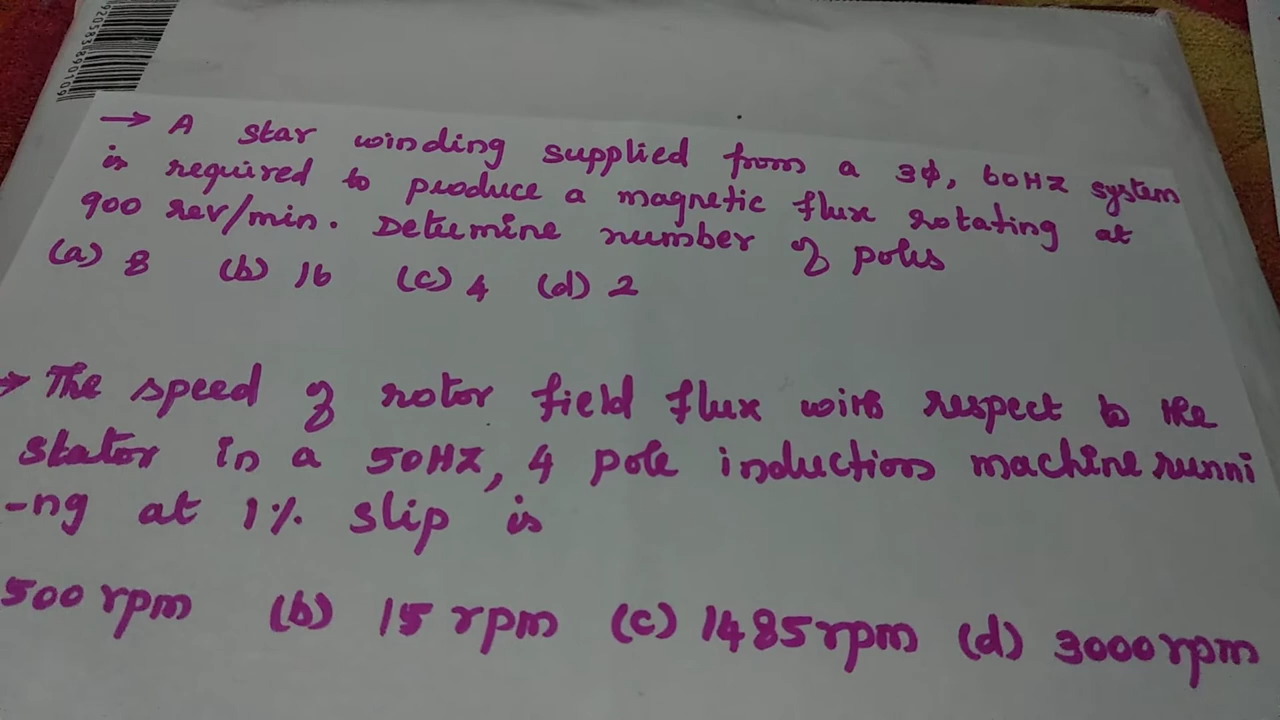 → A star winding supplied from a 3ϕ, 60HZ system
is required to produce a magnetic flux rotating at
900 rev/min. Determine number of poles
(a) 8 (b) 16 (c) 4 (d) 2
→ The speed of rotor field flux with respect to the
stator in a 50HZ, 4 pole induction machine runni
-ng at 1% slip is
500 rpm (b) 15 rpm (c) 1485 rpm (d) 3000 rpm